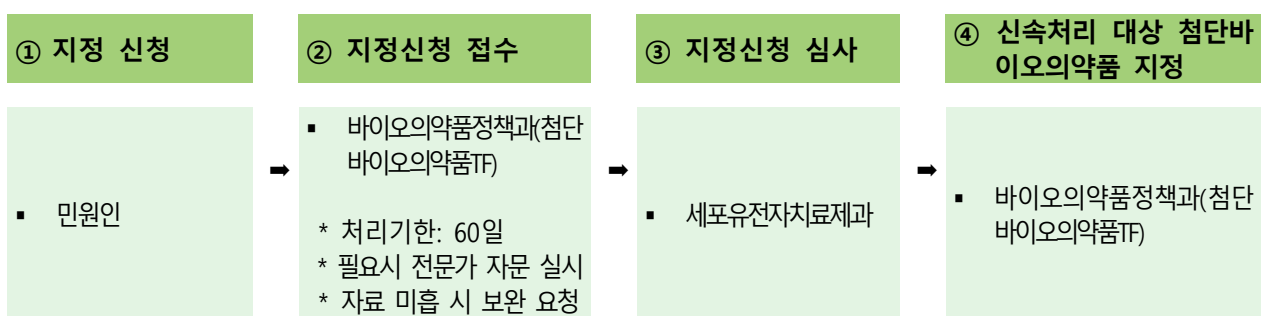 ① 지정 신청
② 지정신청 접수
③ 지정신청 심사
④ 신속처리 대상 첨단바
이오의약품 지정
▪ 민원인
➡
▪ 바이오의약품정책과(첨단
바이오의약품TF)
* 처리기한: 60일
* 필요시 전문가 자문 실시
* 자료 미흡 시 보완 요청
➡
▪ 세포유전자치료제과
➡
▪ 바이오의약품정책과(첨단
바이오의약품TF)